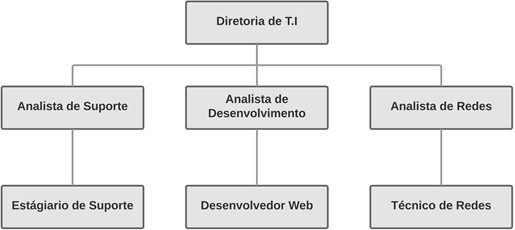 Diretoria de T.I
Analista de Suporte
Analista de
Desenvolvimento
Analista de Redes
Estágiario de Suporte
Desenvolvedor Web
Técnico de Redes